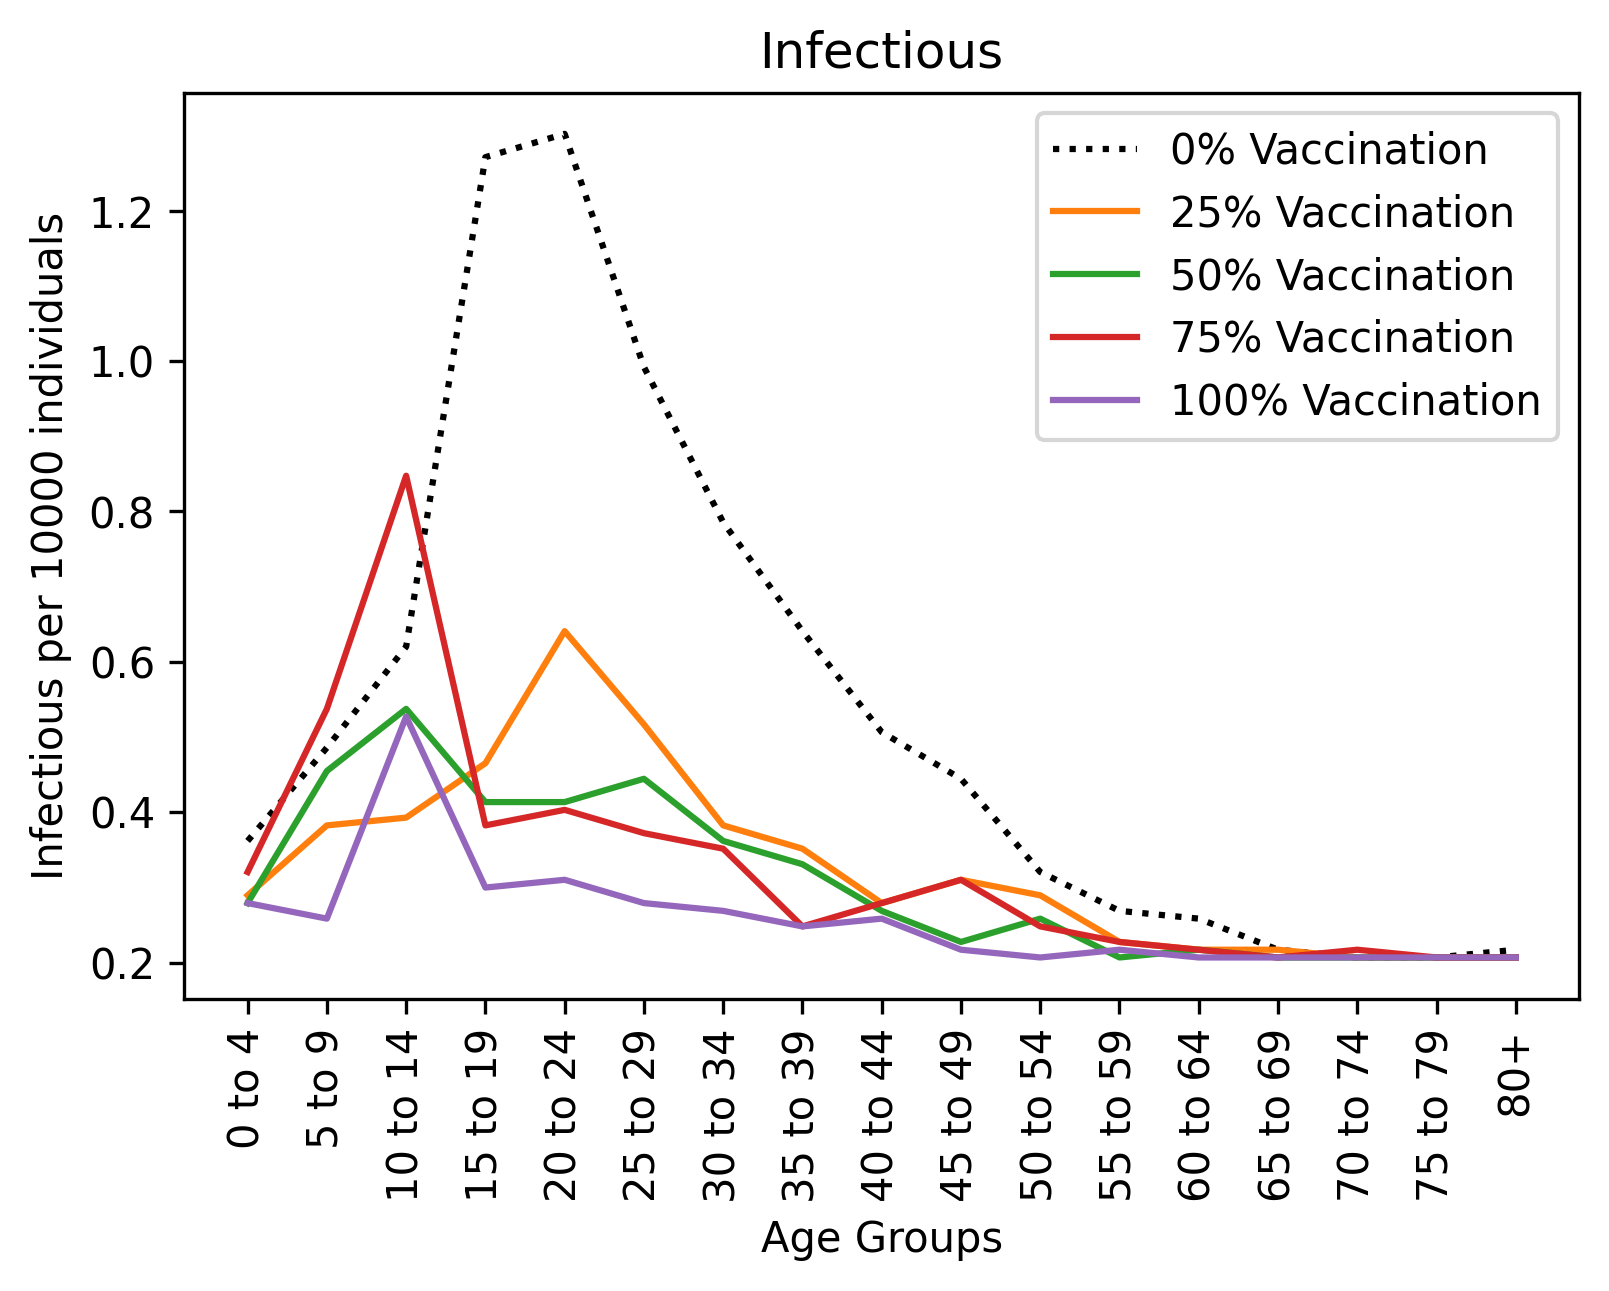 Infectious
Infectious per 10000 individuals
1.2
1.0
0.8
0.6
0.4
0.2
0% Vaccination
25% Vaccination
50% Vaccination
75% Vaccination
100% Vaccination
0 to 4
5 to 9
10 to 14
15 to 19
20 to 24
25 to 29
30 to 34
35 to 39
40 to 44
45 to 49
50 to 54
55 to 59
60 to 64
65 to 69
70 to 74
75 to 79
80+
Age Groups